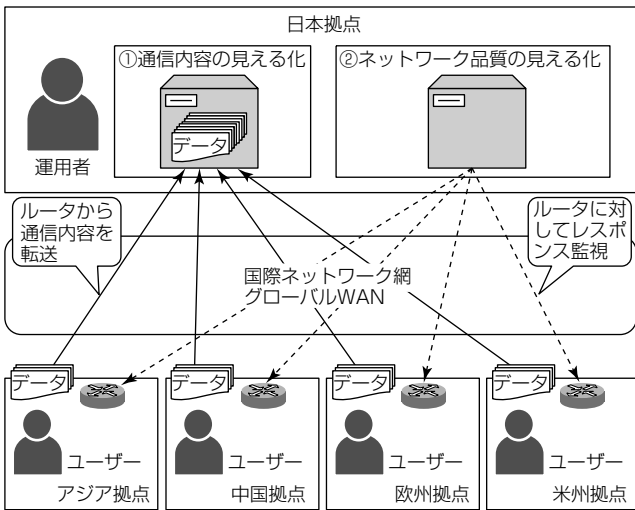 日本拠点
①通信内容の見える化
②ネットワーク品質の見える化
データ
運用者
ルータから
通信内容を
転送
ルータに対
してレスポ
ンス監視
国際ネットワーク網
グローバルWAN
データ
データ
データ
データ
ユーザー
ユーザー
ユーザー
ユーザー
アジア拠点
中国拠点
欧州拠点
米州拠点